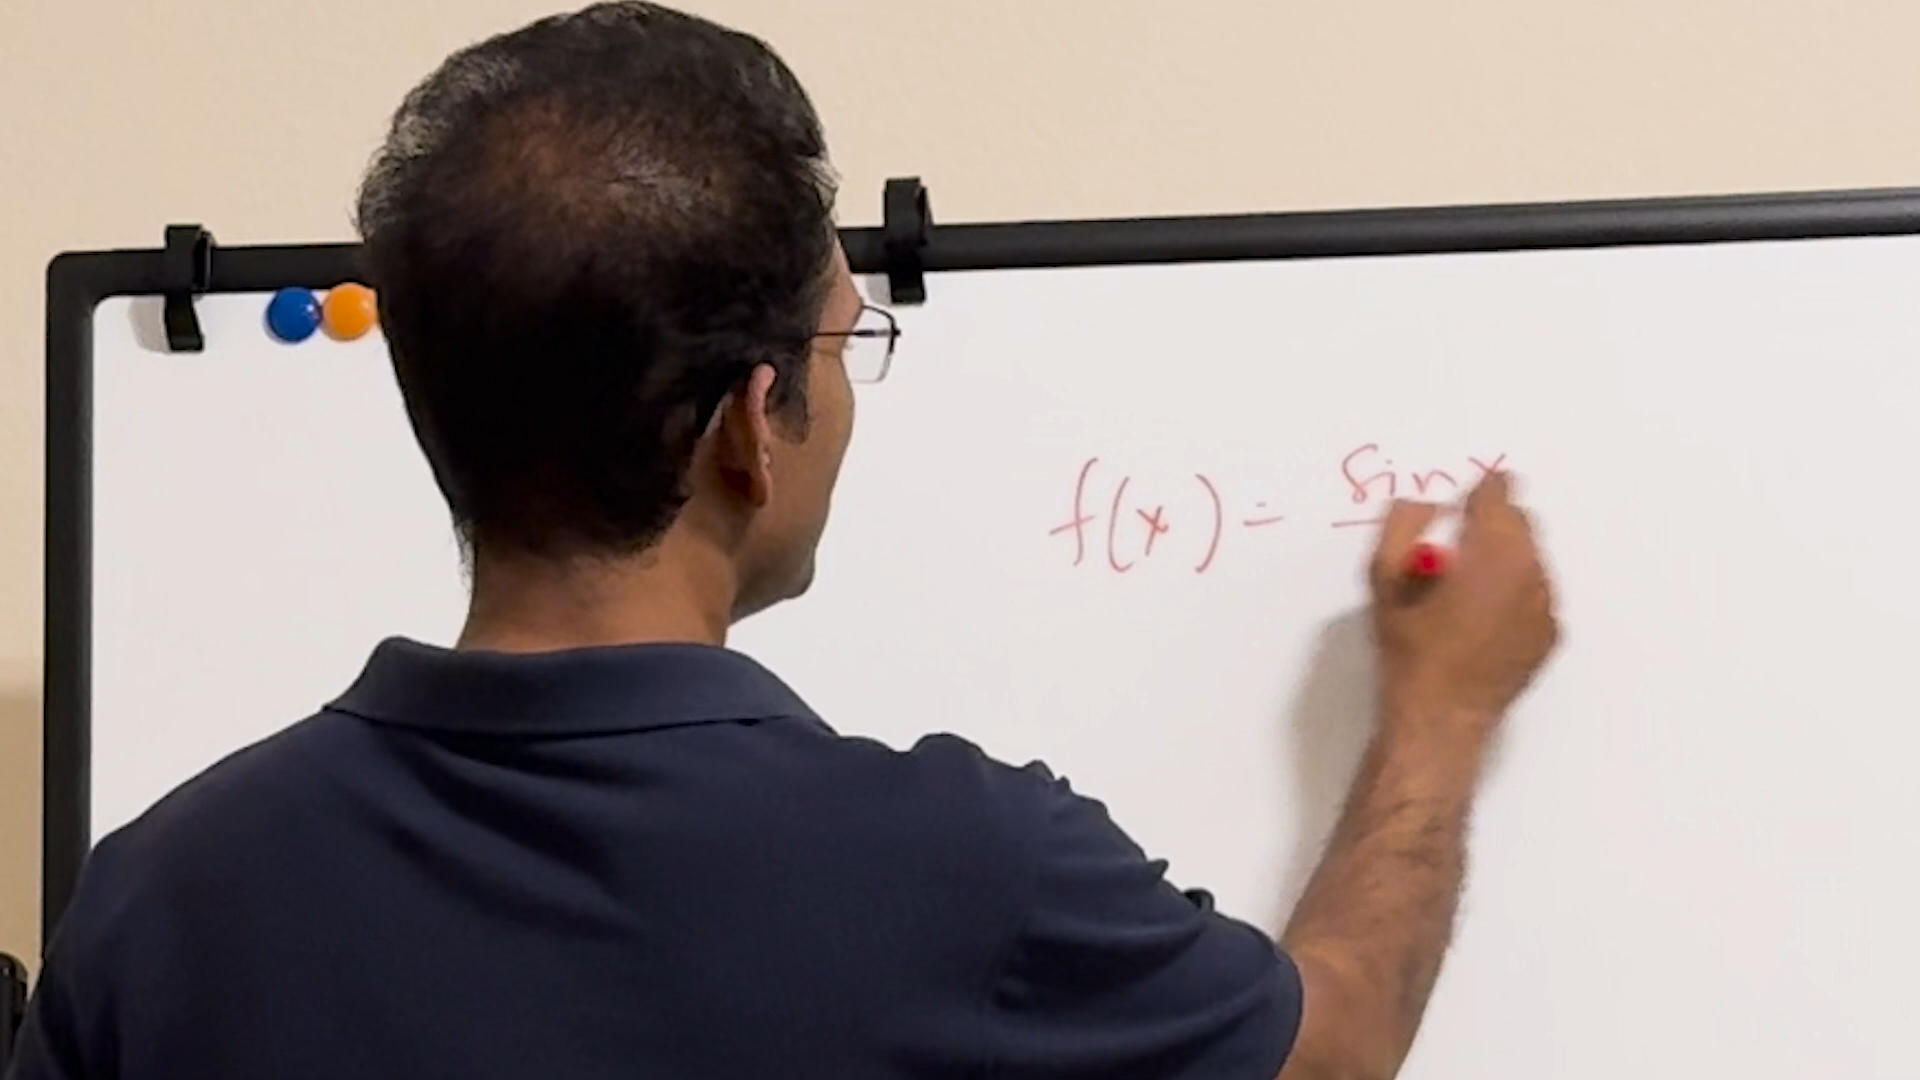 f(x) = sin x